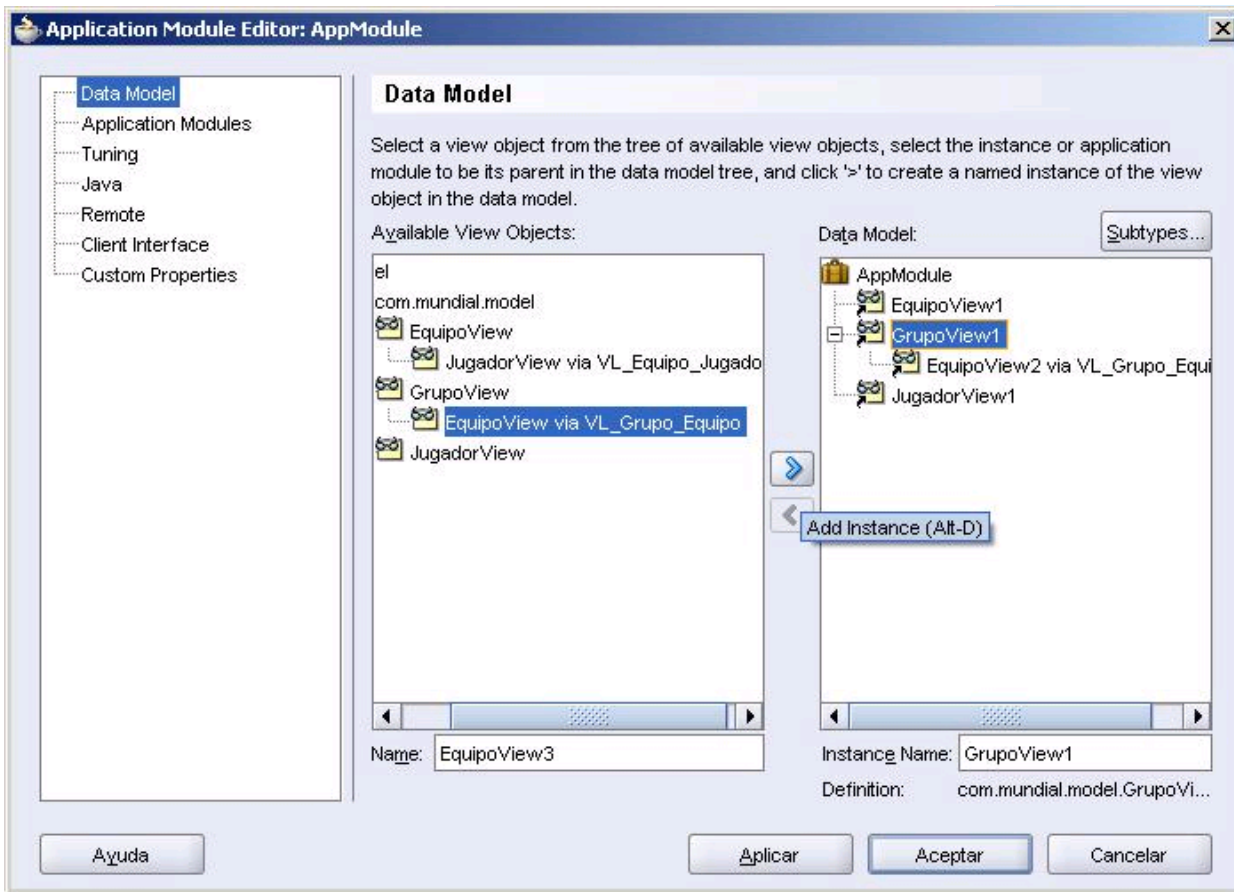 Application Module Editor: AppModule
Data Model
Application Modules
Tuning
Java
Remote
Client Interface
Custom Properties
Data Model
Select a view object from the tree of available view objects, select the instance or application
module to be its parent in the data model tree, and click '>' to create a named instance of the view
object in the data model.
Available View Objects:
el
com.mundial.model
EquipoView
JugadorView via VL_Equipo_Jugado
GrupoView
EquipoView via VL_Grupo_Equipo
JugadorView
Name: EquipoView3
Add Instance (Alt-D)
Data Model:
Subtypes...
AppModule
EquipoView1
GrupoView1
EquipoView2 via VL_Grupo_Equi
JugadorView1
Instance Name: GrupoView1
Definition: com.mundial.model.GrupoVi...
Ayuda
Aplicar
Aceptar
Cancelar